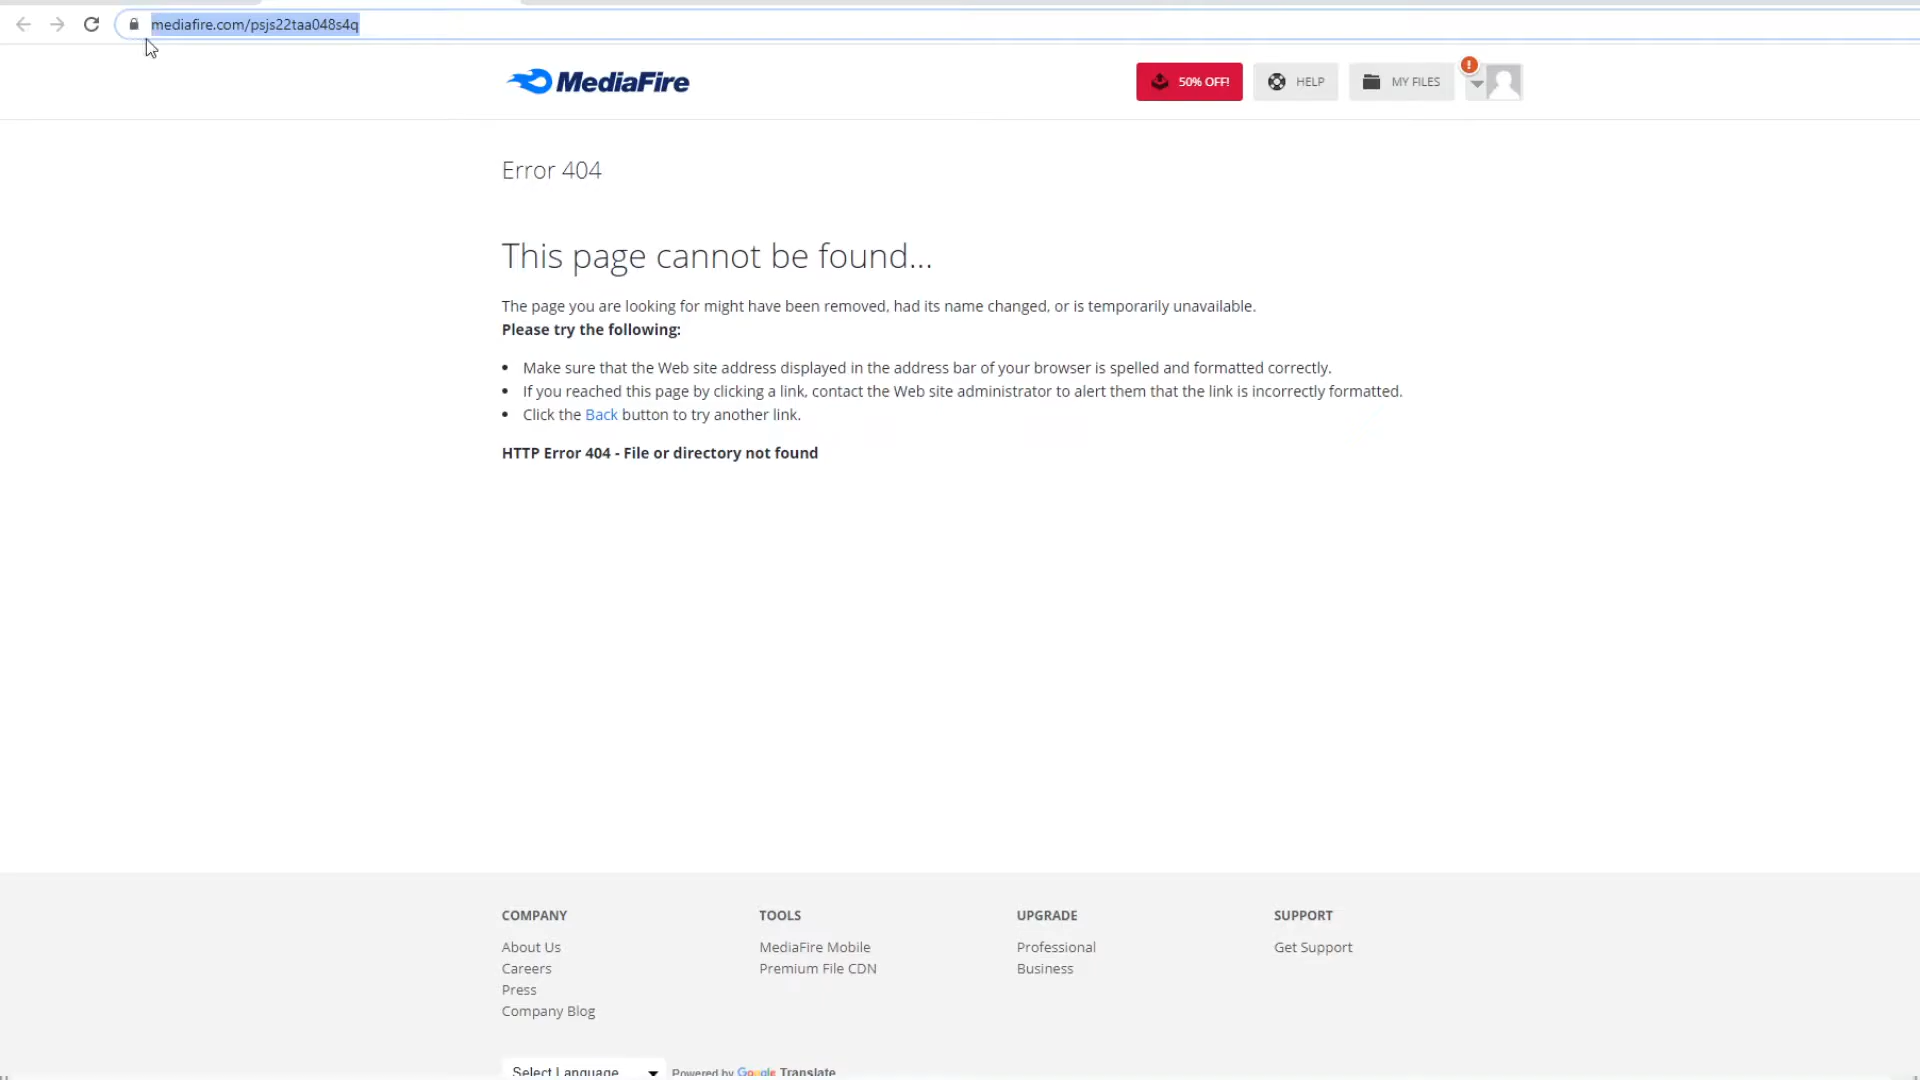 mediafire.com/psjs22taa048s4q
MediaFire
50% OFF!
HELP
MY FILES
!
Error 404
This page cannot be found...
The page you are looking for might have been removed, had its name changed, or is temporarily unavailable.
Please try the following:
Make sure that the Web site address displayed in the address bar of your browser is spelled and formatted correctly.
If you reached this page by clicking a link, contact the Web site administrator to alert them that the link is incorrectly formatted.
Click the Back button to try another link.
HTTP Error 404 - File or directory not found
COMPANY
About Us
Careers
Press
Company Blog
TOOLS
MediaFire Mobile
Premium File CDN
UPGRADE
Professional
Business
SUPPORT
Get Support
Select Language
Powered by Google Translate